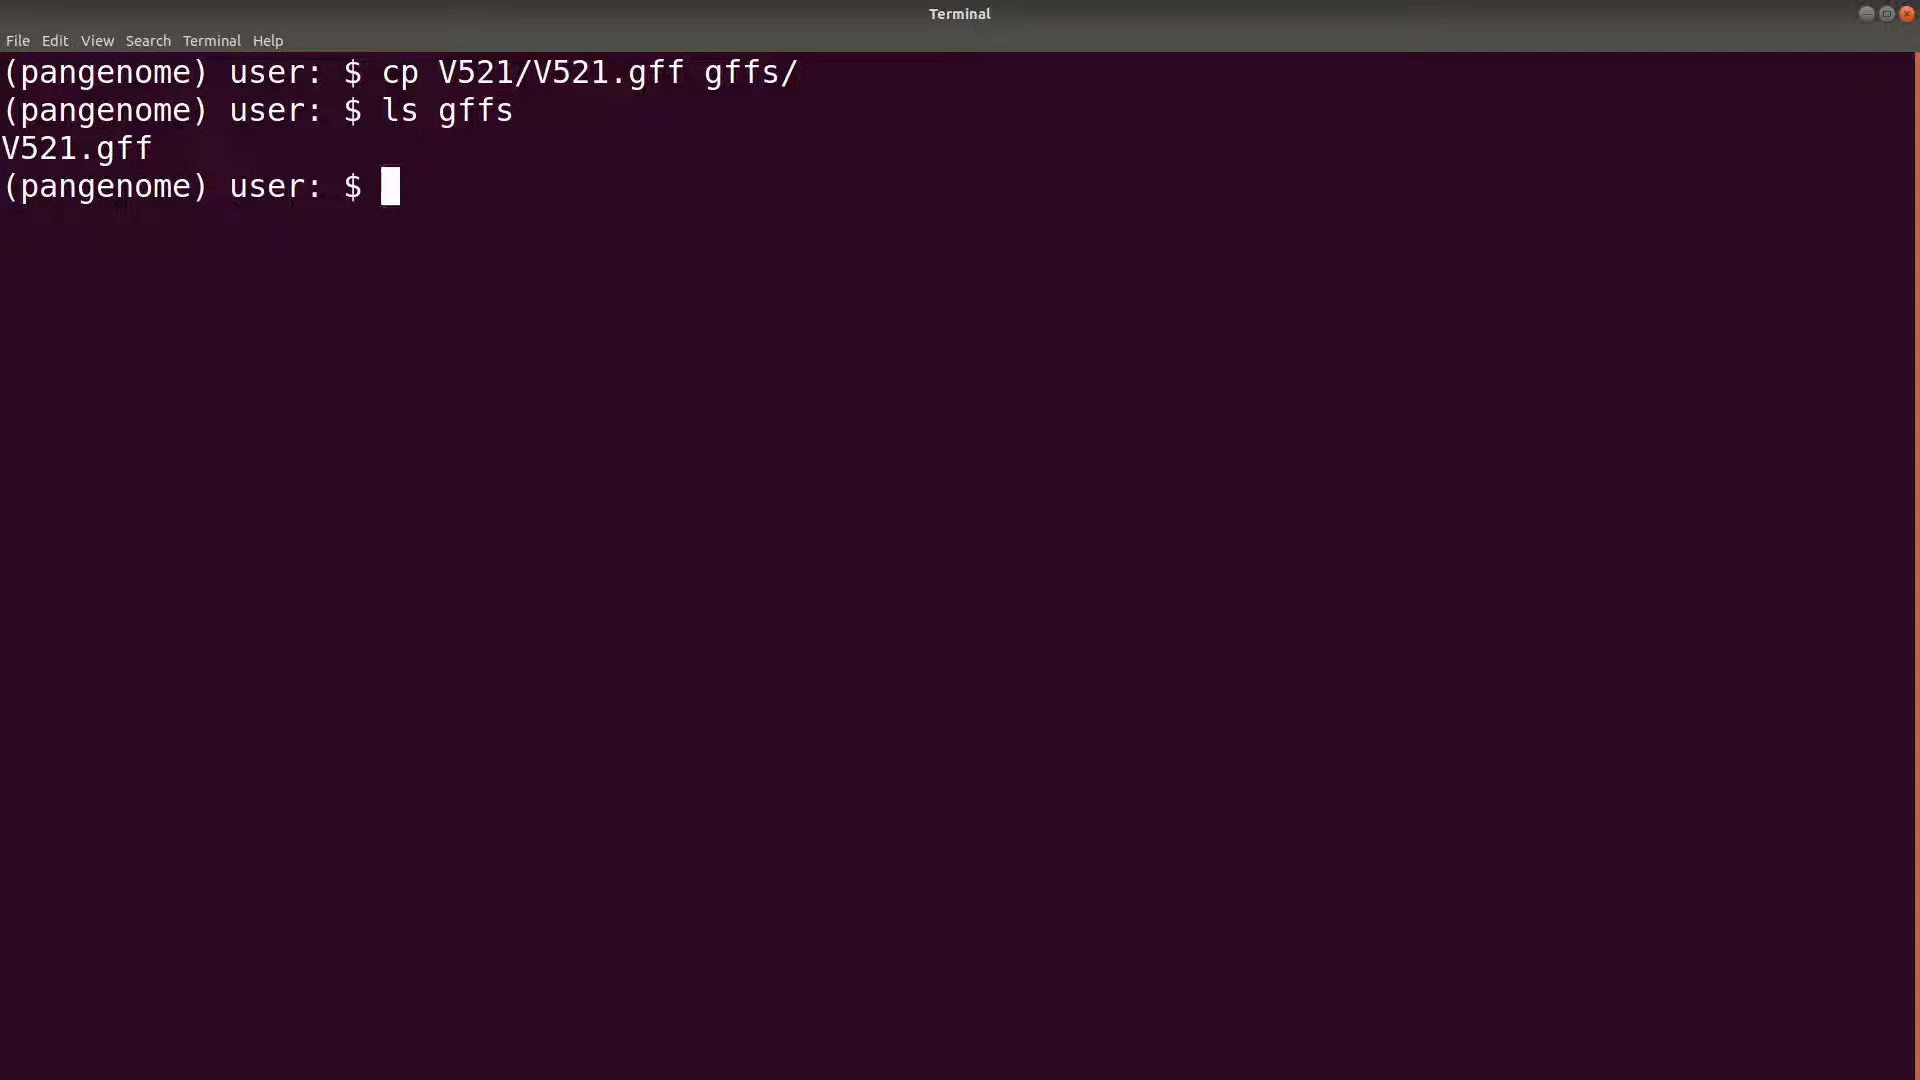 Terminal
File Edit View Search Terminal Help
(pangenome) user: $ cp V521/V521.gff gffs/
(pangenome) user: $ ls gffs
V521.gff
(pangenome) user: $